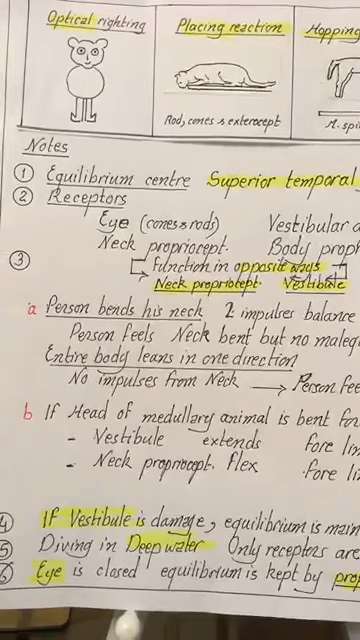 Optical righting
Placing reaction
Hopping
Rod, cones & exterocept
M. spi
Notes
① Equilibrium centre Superior temporal
② Receptors
Eye (cones & rods) Vestibular a
Neck propriocept. Body proph
③ Function in opposite ways
Neck propriocept. Vestibule
a Person bends his neck 2 impulses balance
Person feels Neck bent but no maleq
Entire body leans in one direction
No impulses from Neck → Person fee
b If Head of medullary animal is bent for
- Vestibule extends fore lim
- Neck propriocept. flex fore lim
④ If Vestibule is damage, equilibrium is main
⑤ Diving in Deep water Only receptors are
⑥ Eye is closed equilibrium is kept by prop